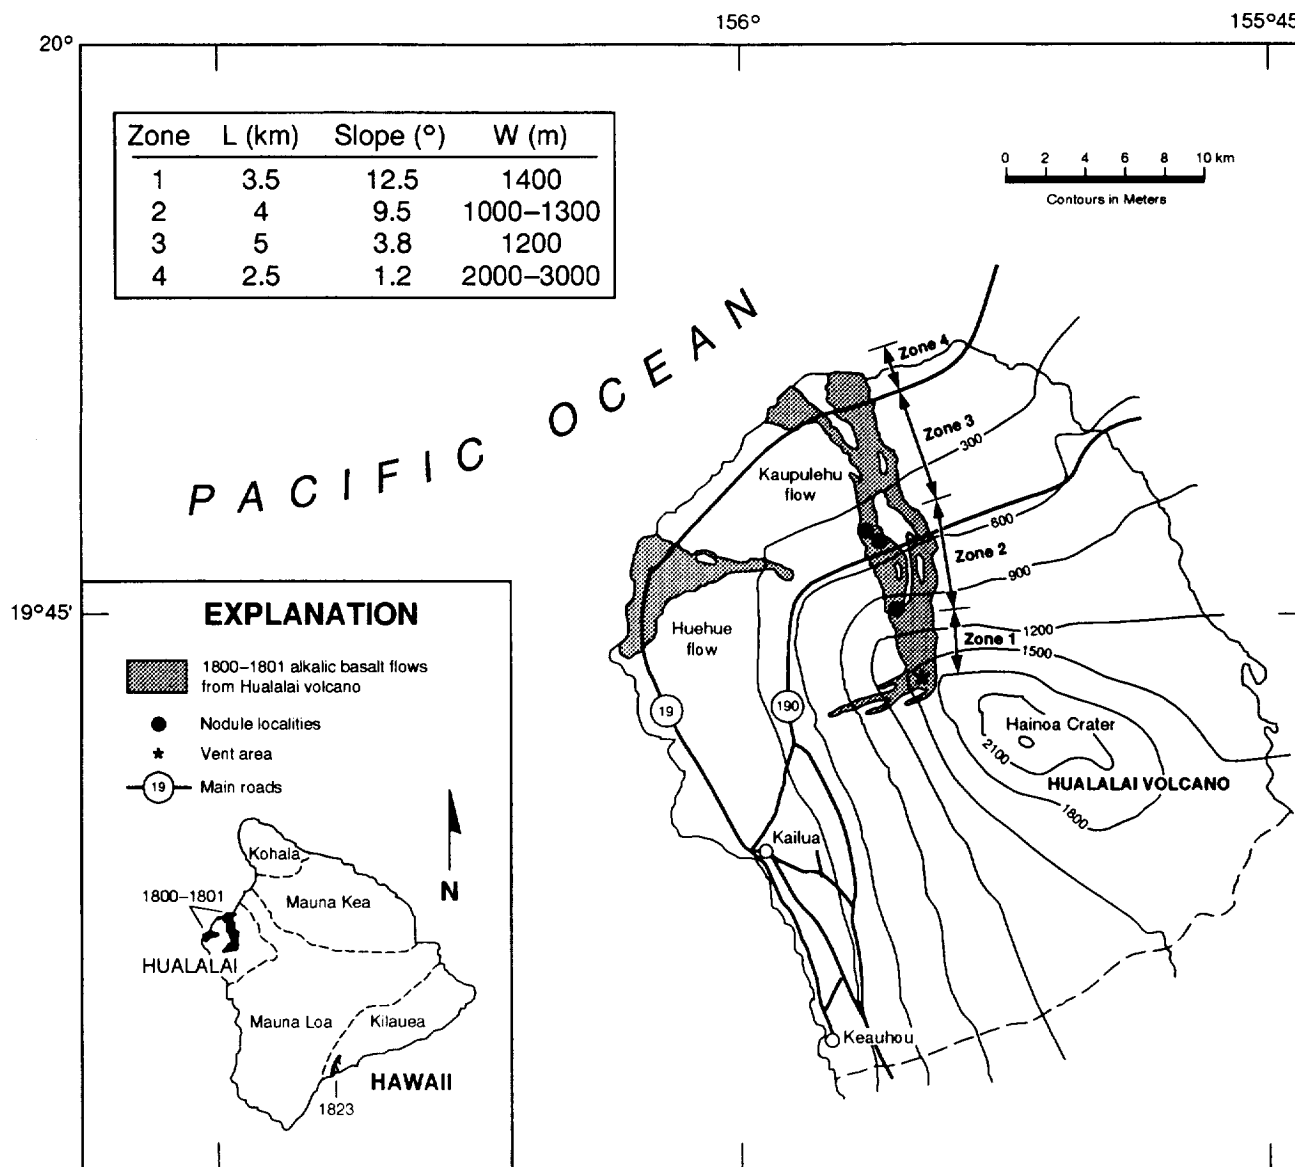 156°
155°45'
20°
Zone L (km) Slope (°) W (m)
1 3.5 12.5 1400
2 4 9.5 1000–1300
3 5 3.8 1200
4 2.5 1.2 2000–3000
0 2 4 6 8 10 km
Contours in Meters
PACIFIC OCEAN
Zone 4
Zone 3
300
Kaupulehu
flow
600
Zone 2
900
19°45'
Huehue
flow
Zone 1
1200
1500
19
190
Hainoa Crater
2100
HUALALAI VOLCANO
1800
Kailua
Keauhou
EXPLANATION
1800–1801 alkalic basalt flows
from Hualalai volcano
Nodule localities
Vent area
19 Main roads
Kohala
1800–1801
Mauna Kea
N
HUALALAI
Mauna Loa
Kilauea
HAWAII
1823